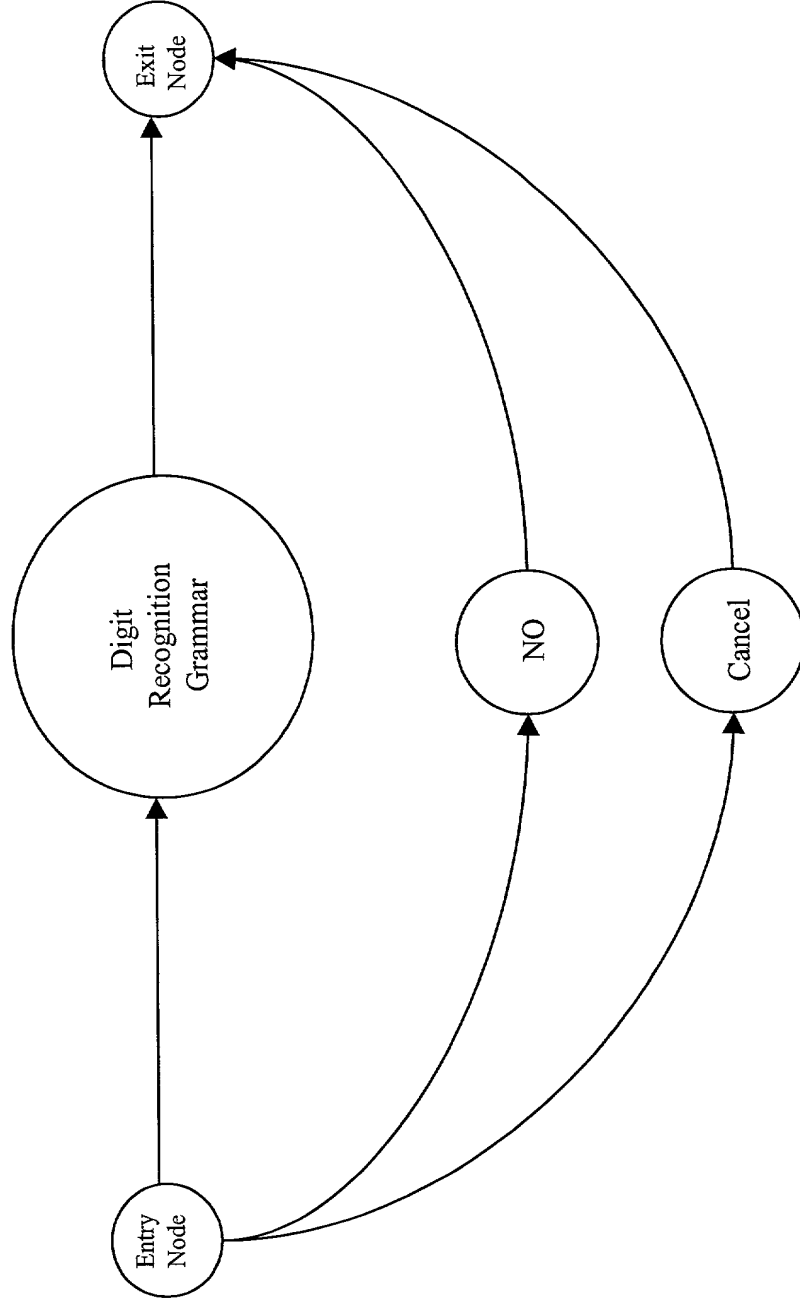 Entry
Node
Digit
Recognition
Grammar
NO
Cancel
Exit
Node